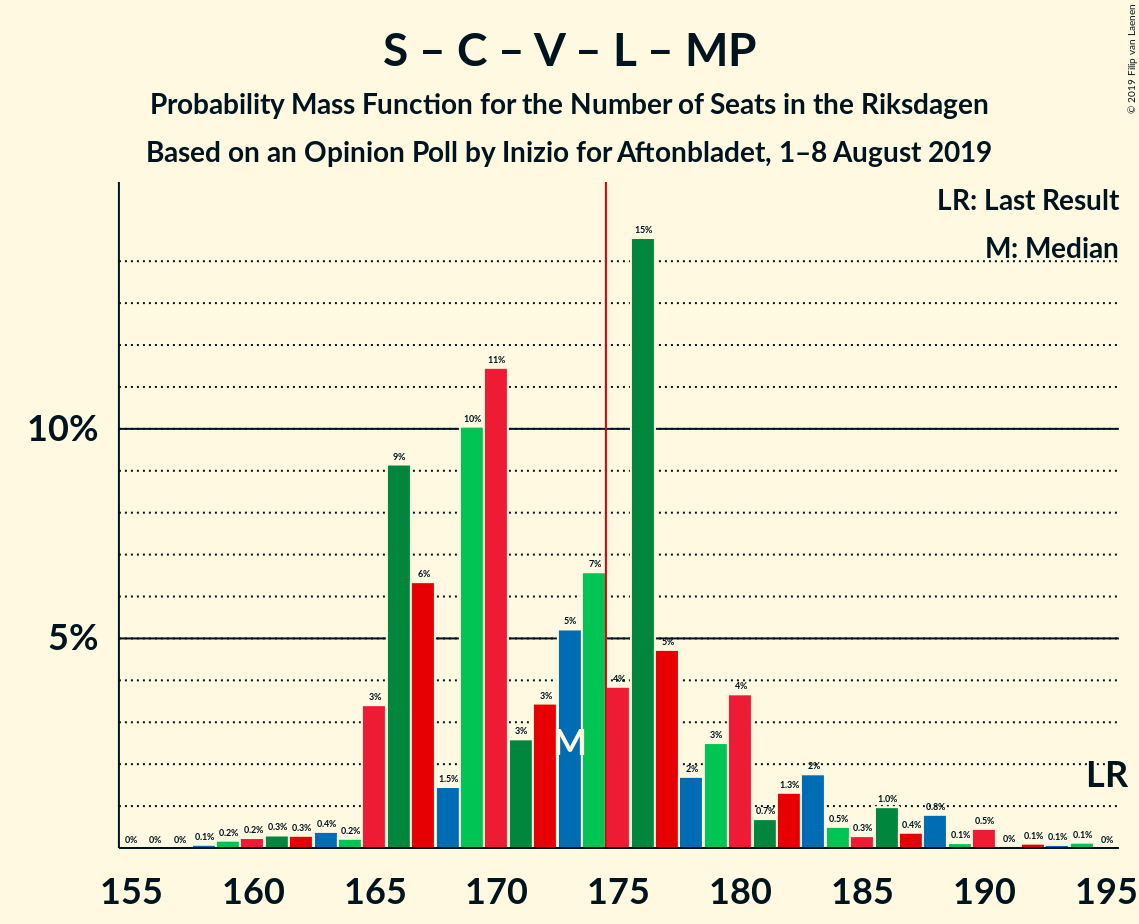 S – C – V – L – MP
Probability Mass Function for the Number of Seats in the Riksdagen
Based on an Opinion Poll by Inizio for Aftonbladet, 1–8 August 2019
© 2019 Filip van Laenen
LR: Last Result
M: Median
10%
5%
0% 0% 0% 0.1% 0.2% 0.2% 0.3% 0.3% 0.4% 0.2% 3% 9% 6% 1.5% 10% 11% 3% 3% 5% 7% 4% 15% 5% 2% 3% 4% 0.7% 1.3% 2% 0.5% 0.3% 1.0% 0.4% 0.8% 0.1% 0.5% 0% 0.1% 0.1% 0.1% 0%
M
LR
155 160 165 170 175 180 185 190 195